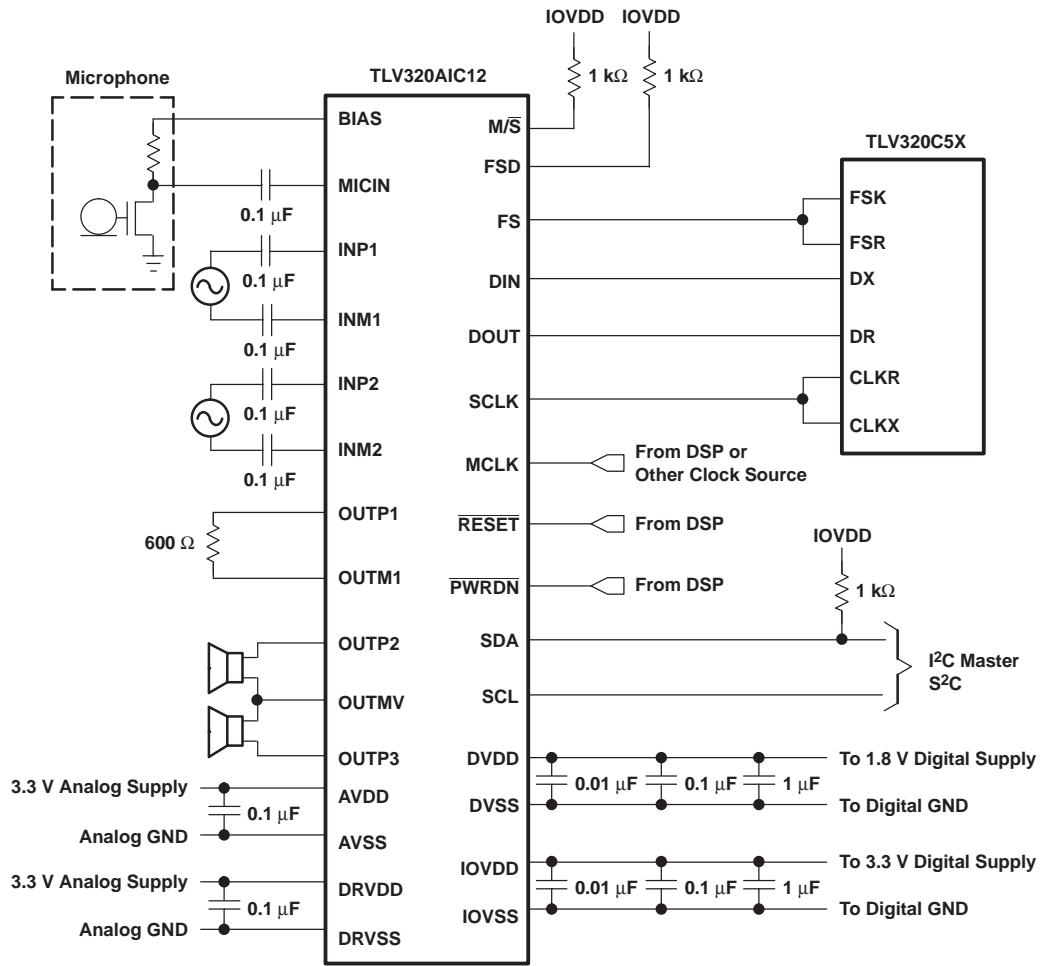 IOVDD IOVDD
1 kΩ 1 kΩ
Microphone
TLV320AIC12
TLV320C5X
BIAS
MICIN
0.1 μF
INP1
0.1 μF
INM1
0.1 μF
INP2
0.1 μF
INM2
0.1 μF
OUTP1
600 Ω
OUTM1
OUTP2
OUTMV
OUTP3
3.3 V Analog Supply
AVDD
0.1 μF
Analog GND
AVSS
3.3 V Analog Supply
DRVDD
0.1 μF
Analog GND
DRVSS
M/S̅
FSD
FS
DIN
DOUT
SCLK
MCLK
From DSP or
Other Clock Source
R̅E̅S̅E̅T̅
From DSP
P̅W̅R̅D̅N̅
From DSP
IOVDD
1 kΩ
SDA
SCL
I²C Master
S²C
DVDD
To 1.8 V Digital Supply
0.01 μF 0.1 μF 1 μF
DVSS
To Digital GND
IOVDD
To 3.3 V Digital Supply
0.01 μF 0.1 μF 1 μF
IOVSS
To Digital GND
FSK
FSR
DX
DR
CLKR
CLKX